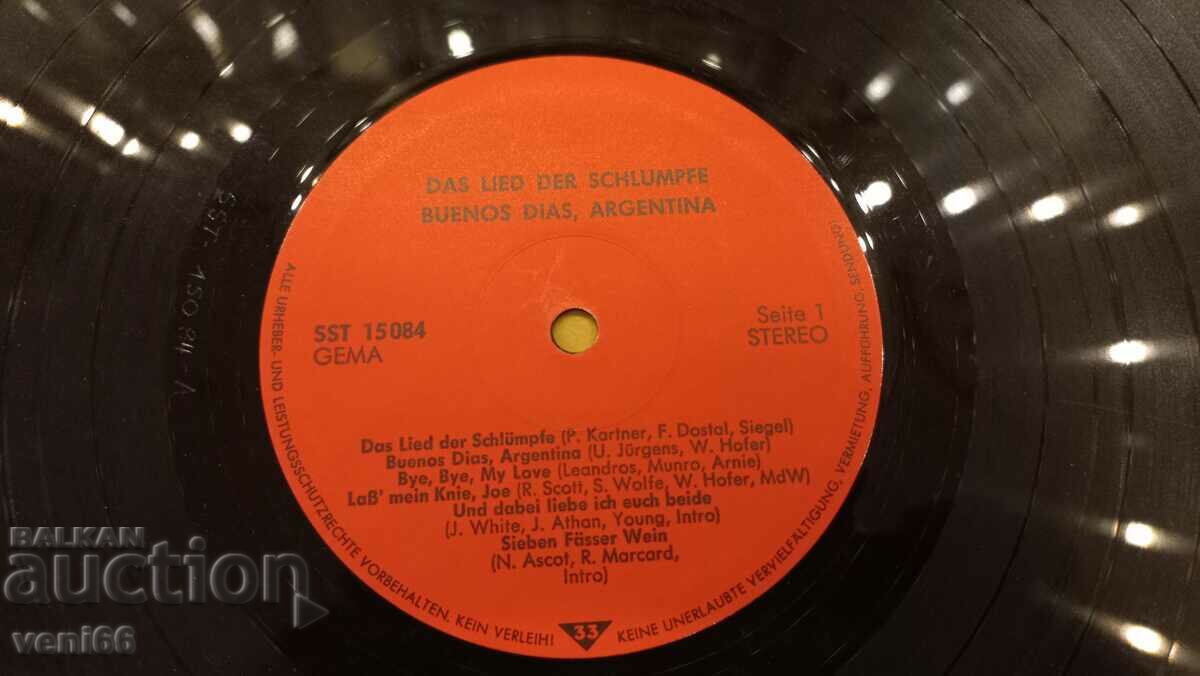 DAS LIED DER SCHLUMPFE
BUENOS DIAS, ARGENTINA
SST 15 084
GEMA
Seite 1
STEREO
Das Lied der Schlümpfe (P. Kartner, F. Dostal, Siegel)
Buenos Dias, Argentina (U. Jürgens, W. Hofer)
Bye, Bye, My Love (Leandros, Munro, Arnie)
Laß' mein Knie, Joe (R. Scott, S. Wolfe, W. Hofer, MdW)
Und dabei liebe ich euch beide
(J. White, J. Athan, Young, Intro)
Sieben Fässer Wein
(N. Ascot, R. Marcard,
Intro)
ALLE URHEBER- UND LEISTUNGSSCHUTZRECHTE VORBEHALTEN. KEIN VERLEIH! KEINE UNERLAUBTE VERVIELFÄLTIGUNG, VERMIETUNG, AUFFÜHRUNG, SENDUNG!
33
SST-15084-A
BALKAN
auction
veni66